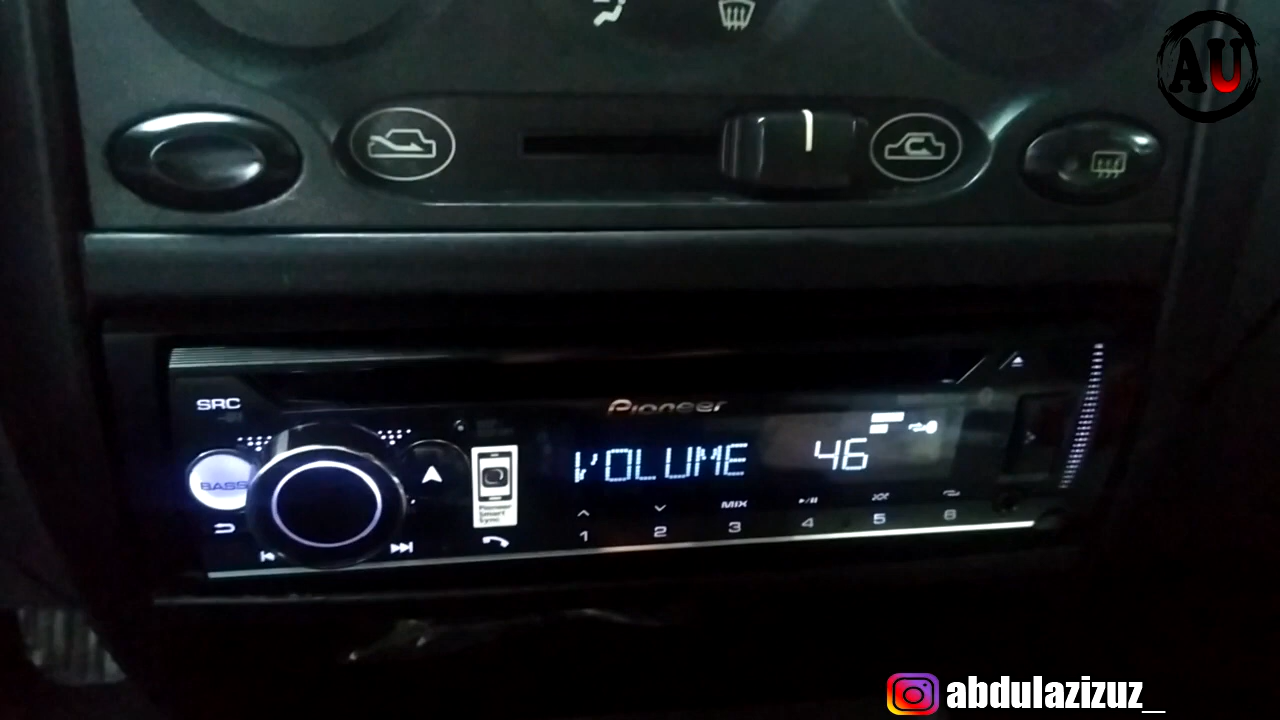 AU
SRC
Pioneer
BASS
VOLUME 46
Pioneer
Smart
Sync
MIX
1 2 3 4 5 6
abdulazizuz_